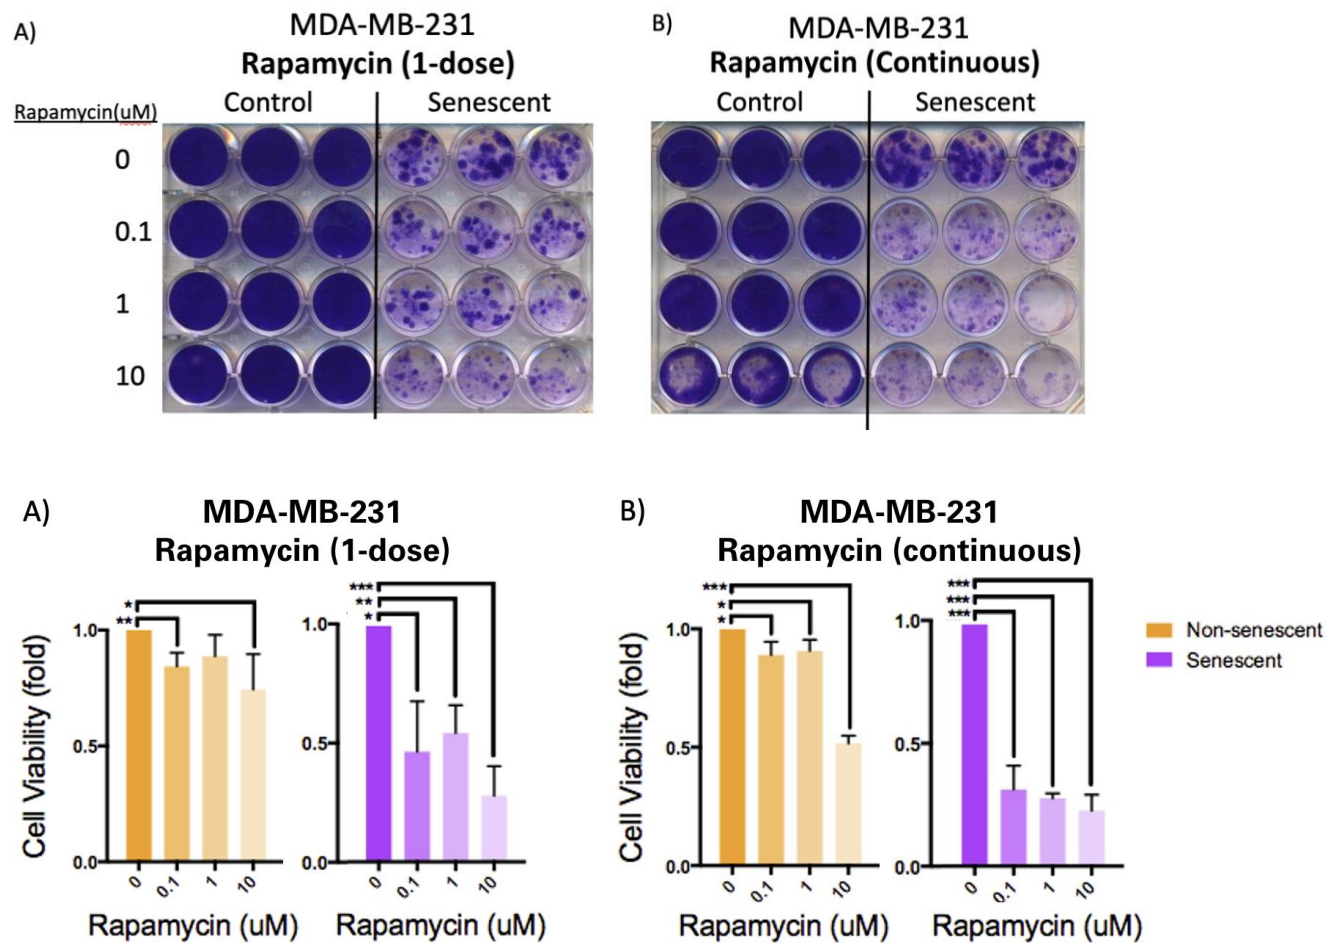 A)
MDA-MB-231
Rapamycin (1-dose)
Control
Senescent
Rapamycin(uM)
0
0.1
1
10
B)
MDA-MB-231
Rapamycin (Continuous)
Control
Senescent
A)
MDA-MB-231
Rapamycin (1-dose)
Cell Viability (fold)
1.0
0.5
0.0
*
**
0
0.1
1
10
Rapamycin (uM)
***
**
*
1.0
0.5
0.0
0
0.1
1
10
Rapamycin (uM)
B)
MDA-MB-231
Rapamycin (continuous)
Cell Viability (fold)
***
*
*
1.0
0.5
0.0
0
0.1
1
10
Rapamycin (uM)
***
***
***
1.0
0.5
0.0
0
0.1
1
10
Rapamycin (uM)
Non-senescent
Senescent